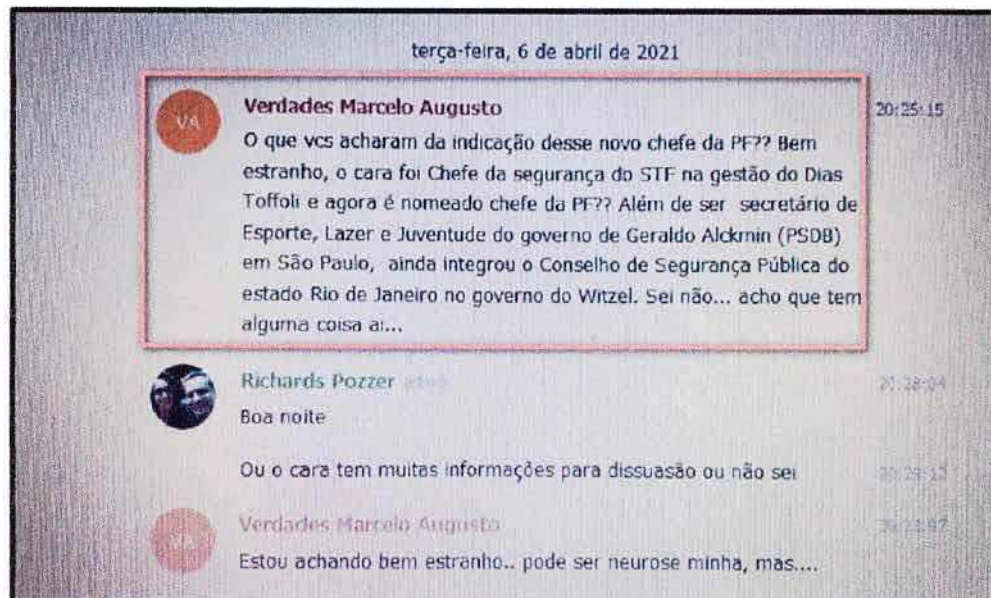 terça-feira, 6 de abril de 2021
VA
Verdades Marcelo Augusto
20:25:15
O que vcs acharam da indicação desse novo chefe da PF?? Bem
estranho, o cara foi Chefe da segurança do STF na gestão do Dias
Toffoli e agora é nomeado chefe da PF?? Além de ser secretário de
Esporte, Lazer e Juventude do governo de Geraldo Alckmin (PSDB)
em São Paulo, ainda integrou o Conselho de Segurança Pública do
estado Rio de Janeiro no governo do Witzel. Sei não... acho que tem
alguma coisa ai...
Richards Pozzer
Boa noite
Ou o cara tem muitas informações para dissuasão ou não sei
Verdades Marcelo Augusto
Estou achando bem estranho.. pode ser neurose minha, mas....